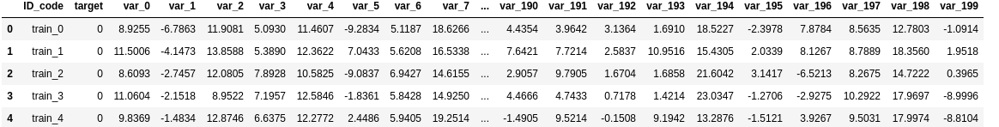 ID_code target var_0 var_1 var_2 var_3 var_4 var_5 var_6 var_7 ... var_190 var_191 var_192 var_193 var_194 var_195 var_196 var_197 var_198 var_199
0 train_0 0 8.9255 -6.7863 11.9081 5.0930 11.4607 -9.2834 5.1187 18.6266 ... 4.4354 3.9642 3.1364 1.6910 18.5227 -2.3978 7.8784 8.5635 12.7803 -1.0914
1 train_1 0 11.5006 -4.1473 13.8588 5.3890 12.3622 7.0433 5.6208 16.5338 ... 7.6421 7.7214 2.5837 10.9516 15.4305 2.0339 8.1267 8.7889 18.3560 1.9518
2 train_2 0 8.6093 -2.7457 12.0805 7.8928 10.5825 -9.0837 6.9427 14.6155 ... 2.9057 9.7905 1.6704 1.6858 21.6042 3.1417 -6.5213 8.2675 14.7222 0.3965
3 train_3 0 11.0604 -2.1518 8.9522 7.1957 12.5846 -1.8361 5.8428 14.9250 ... 4.4666 4.7433 0.7178 1.4214 23.0347 -1.2706 -2.9275 10.2922 17.9697 -8.9996
4 train_4 0 9.8369 -1.4834 12.8746 6.6375 12.2772 2.4486 5.9405 19.2514 ... -1.4905 9.5214 -0.1508 9.1942 13.2876 -1.5121 3.9267 9.5031 17.9974 -8.8104